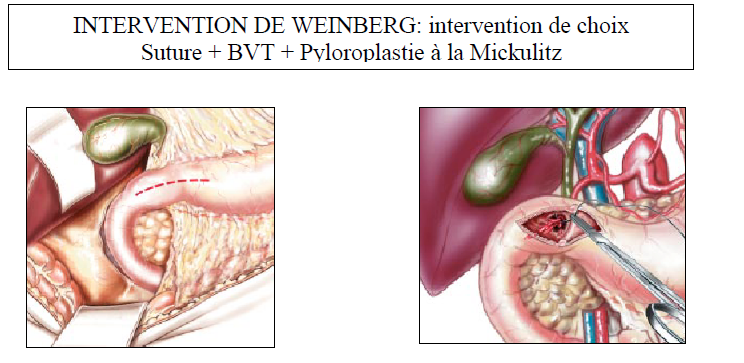 INTERVENTION DE WEINBERG: intervention de choix
Suture + BVT + Pyloroplastie à la Mickulitz